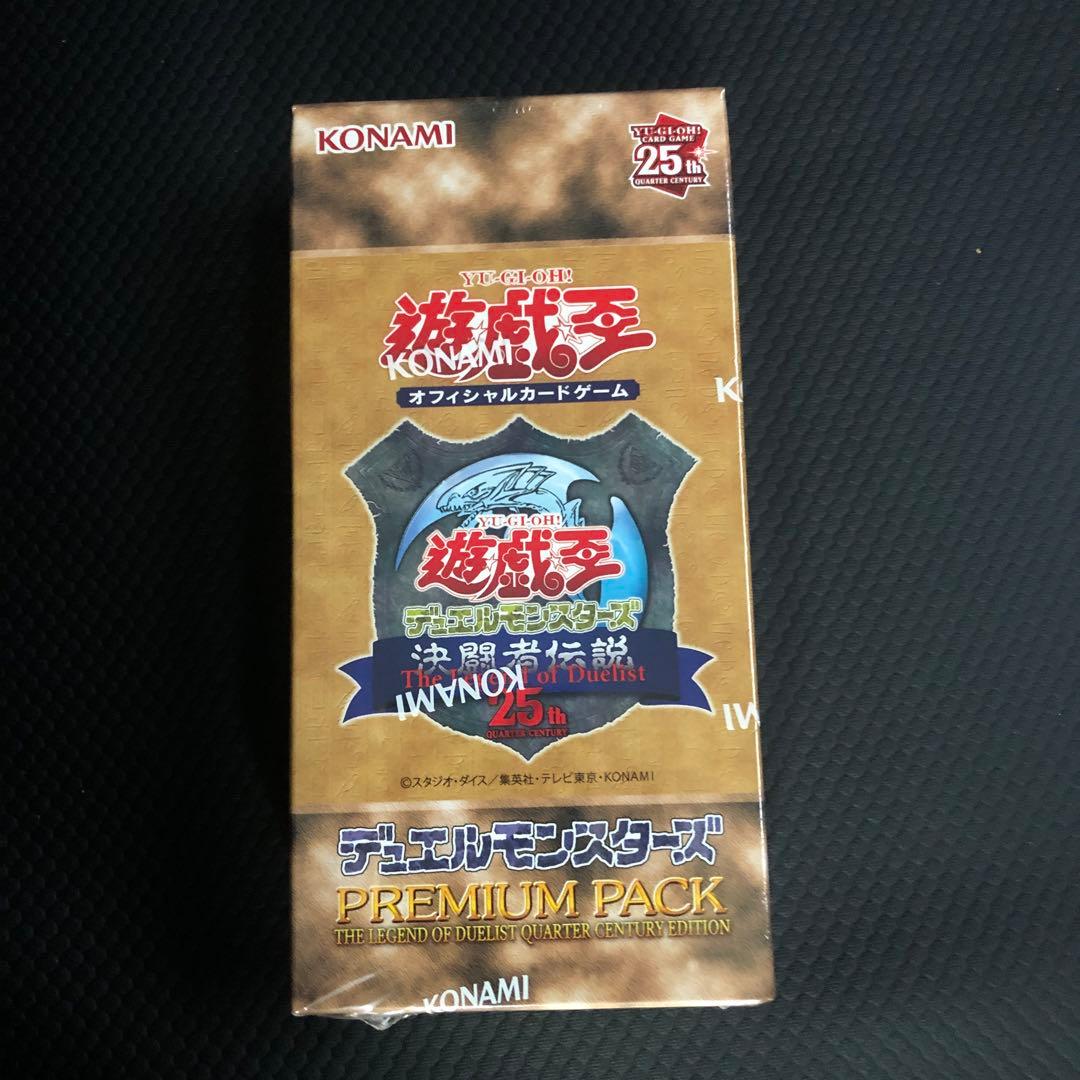 KONAMI
YU-GI-OH!
CARD GAME
25th
QUARTER CENTURY
YU-GI-OH!
遊戯王
KONAMI
K
オフィシャルカードゲーム
YU-GI-OH!
遊戯王
デュエルモンスターズ
決闘者伝説
The Legend of Duelist
KONAMI
MI
25th
QUARTER CENTURY
©スタジオ・ダイス/集英社・テレビ東京・KONAMI
デュエルモンスターズ
PREMIUM PACK
THE LEGEND OF DUELIST QUARTER CENTURY EDITION
KONAMI